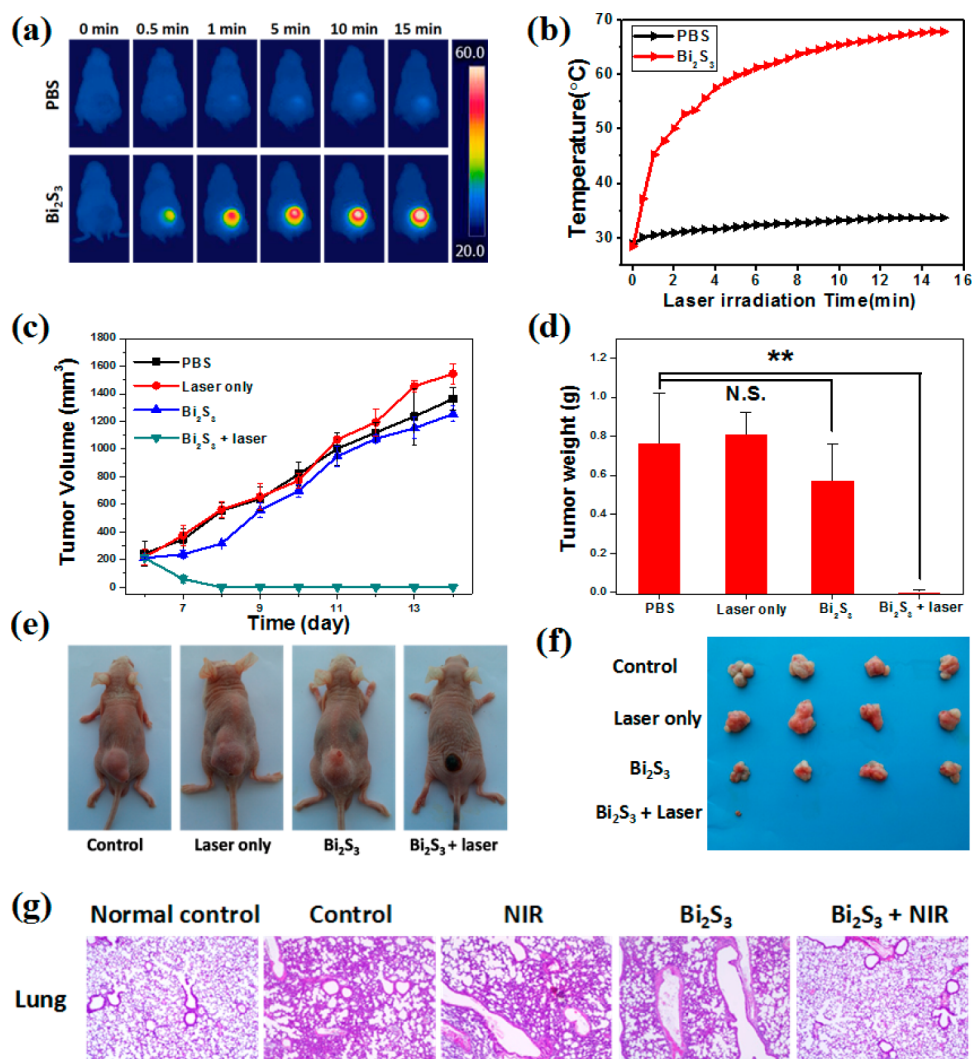 (a)
0 min 0.5 min 1 min 5 min 10 min 15 min
PBS
Bi₂S₃
60.0
20.0
(b)
PBS
Bi₂S₃
Temperature(°C)
70
60
50
40
30
0 2 4 6 8 10 12 14 16
Laser irradiation Time(min)
(c)
PBS
Laser only
Bi₂S₃
Bi₂S₃ + laser
Tumor Volume (mm³)
1800
1600
1400
1200
1000
800
600
400
200
0
7 9 11 13
Time (day)
(d)
**
N.S.
Tumor weight (g)
1.2
1.0
0.8
0.6
0.4
0.2
0.0
PBS Laser only Bi₂S₃ Bi₂S₃ + laser
(e)
Control Laser only Bi₂S₃ Bi₂S₃ + laser
(f)
Control
Laser only
Bi₂S₃
Bi₂S₃ + Laser
(g)
Normal control Control NIR Bi₂S₃ Bi₂S₃ + NIR
Lung